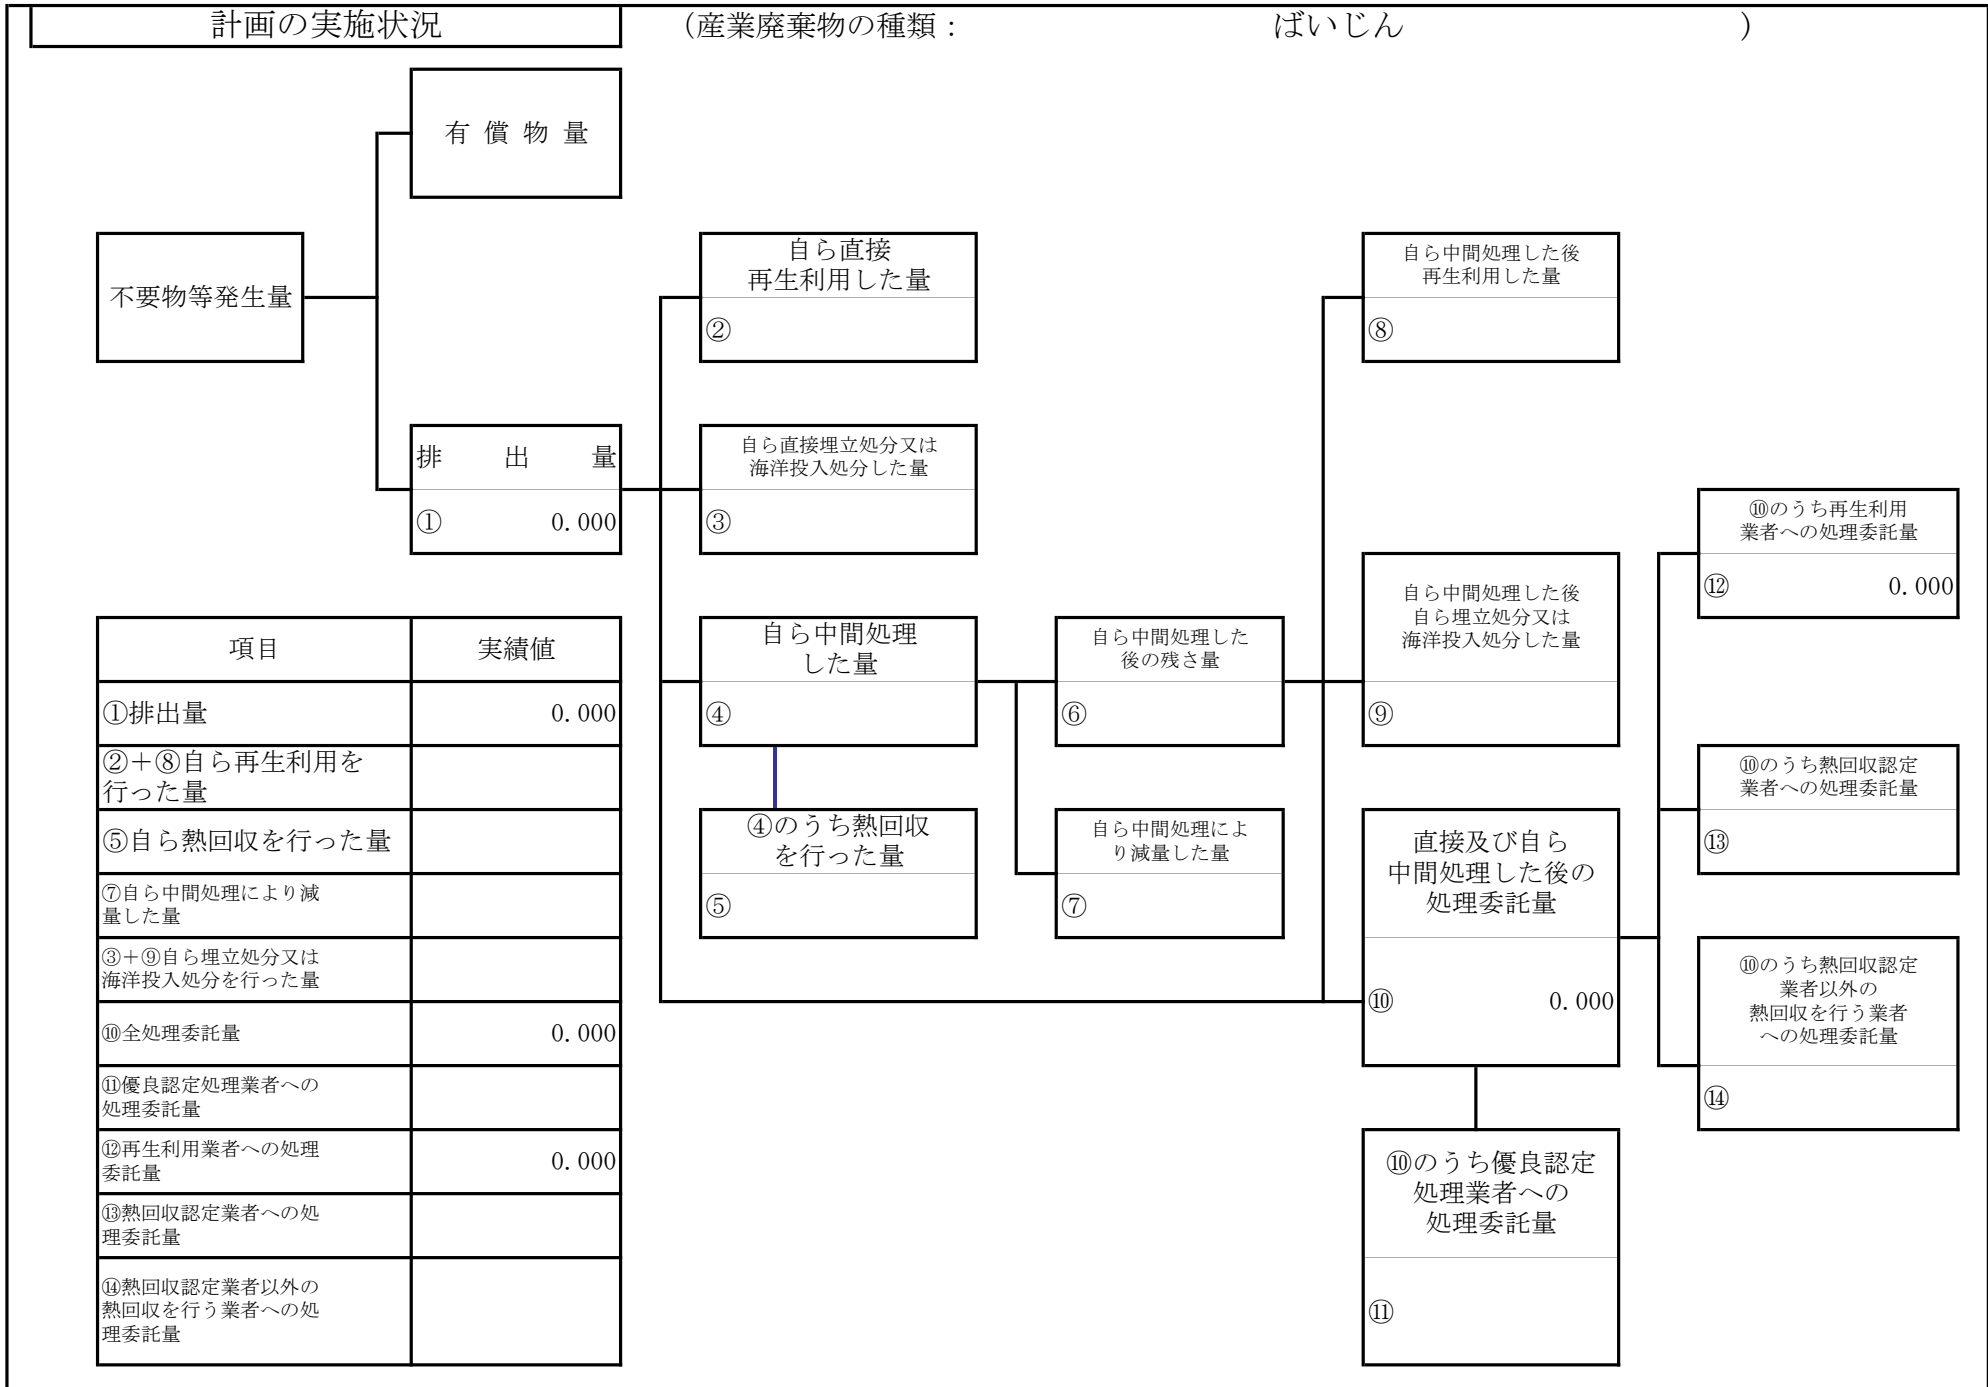 計画の実施状況
（産業廃棄物の種類： ばいじん ）
有 償 物 量
不要物等発生量
自ら直接
再生利用した量
②
自ら中間処理した後
再生利用した量
⑧
排 出 量
① 0.000
自ら直接埋立処分又は
海洋投入処分した量
③
⑩のうち再生利用
業者への処理委託量
⑫ 0.000
自ら中間処理した後
自ら埋立処分又は
海洋投入処分した量
⑨
自ら中間処理
した量
④
自ら中間処理した
後の残さ量
⑥
④のうち熱回収
を行った量
⑤
自ら中間処理によ
り減量した量
⑦
直接及び自ら
中間処理した後の
処理委託量
⑩ 0.000
⑩のうち熱回収認定
業者への処理委託量
⑬
⑩のうち熱回収認定
業者以外の
熱回収を行う業者
への処理委託量
⑭
⑩のうち優良認定
処理業者への
処理委託量
⑪
項目 実績値
①排出量 0.000
②＋⑧自ら再生利用を
行った量
⑤自ら熱回収を行った量
⑦自ら中間処理により減
量した量
③＋⑨自ら埋立処分又は
海洋投入処分を行った量
⑩全処理委託量 0.000
⑪優良認定処理業者への
処理委託量
⑫再生利用業者への処理
委託量 0.000
⑬熱回収認定業者への処
理委託量
⑭熱回収認定業者以外の
熱回収を行う業者への処
理委託量